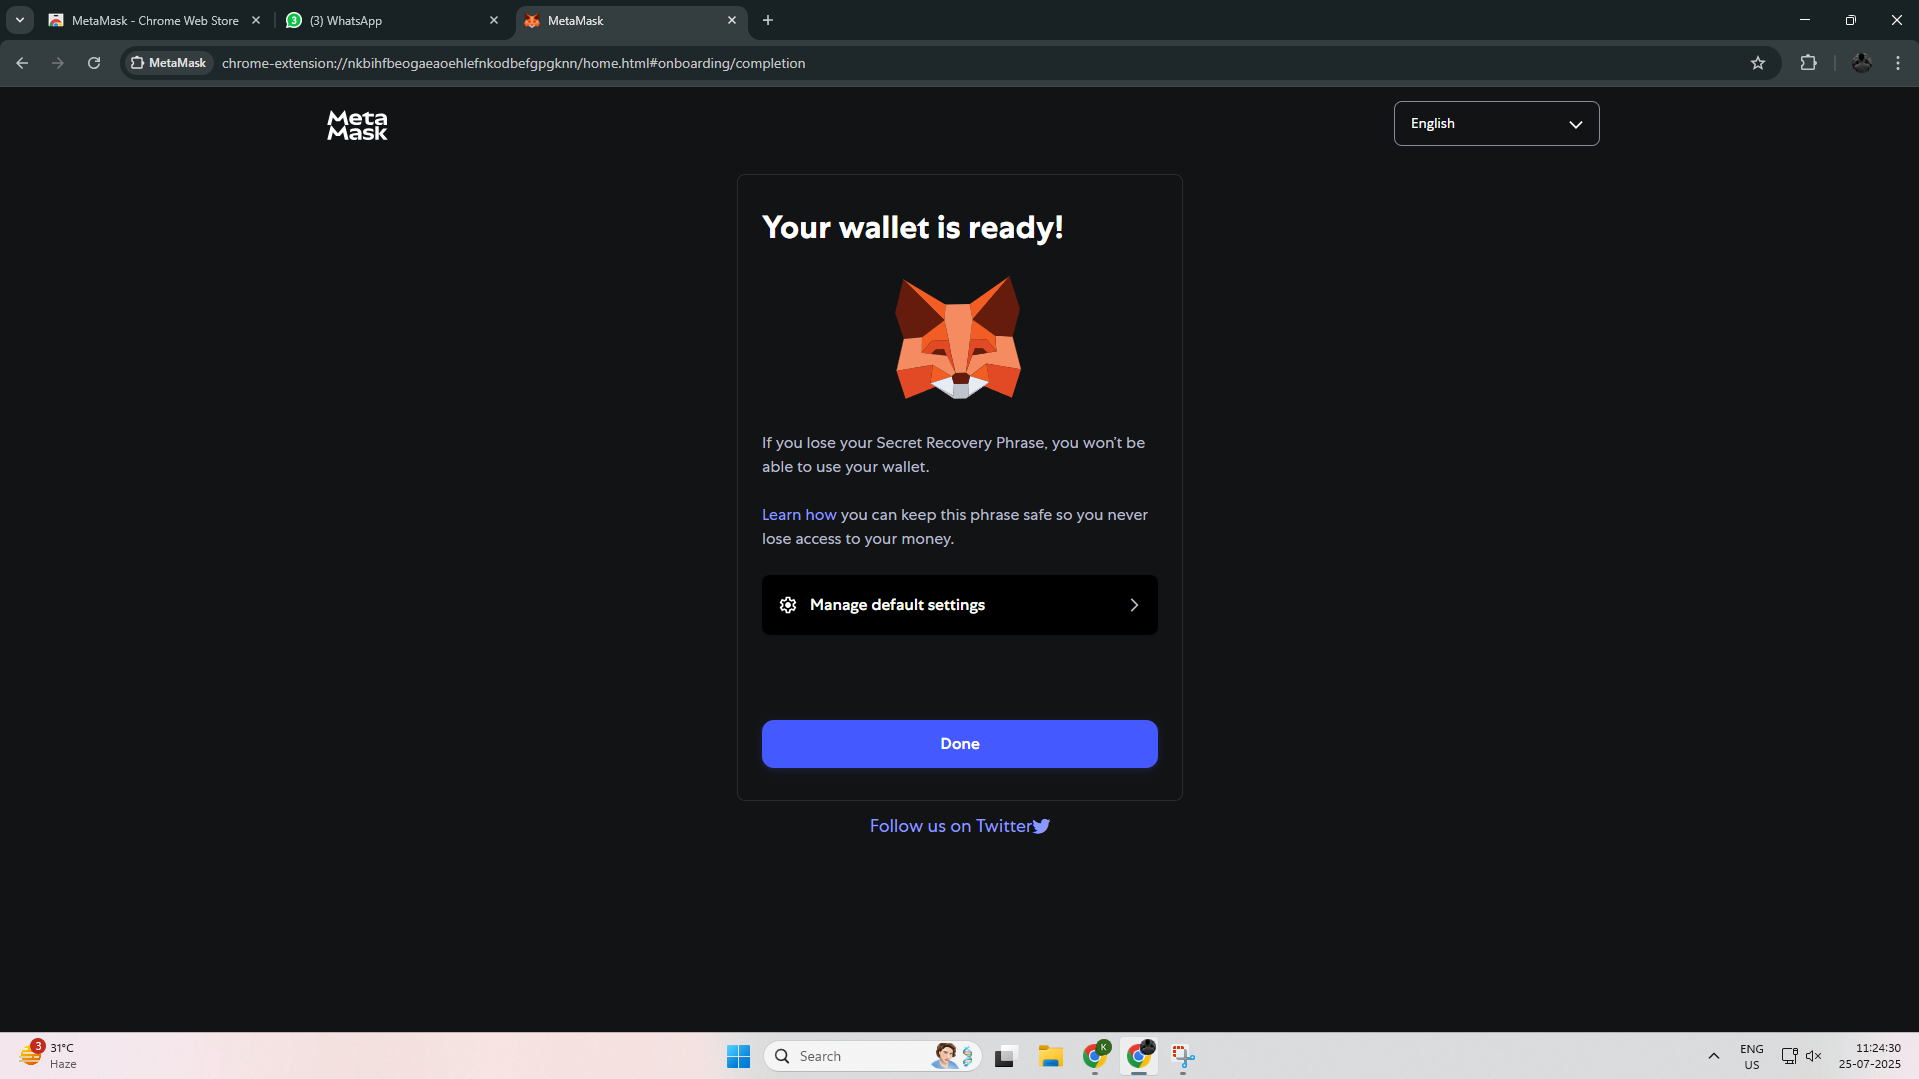 MetaMask - Chrome Web Store
(3) WhatsApp
MetaMask
MetaMask
chrome-extension://nkbihfbeogaeaoehlefnkodbefgpgknn/home.html#onboarding/completion
Meta
Mask
English
Your wallet is ready!
If you lose your Secret Recovery Phrase, you won't be
able to use your wallet.
Learn how you can keep this phrase safe so you never
lose access to your money.
Manage default settings
Done
Follow us on Twitter
3
31°C
Haze
Search
K
ENG
US
11:24:30
25-07-2025